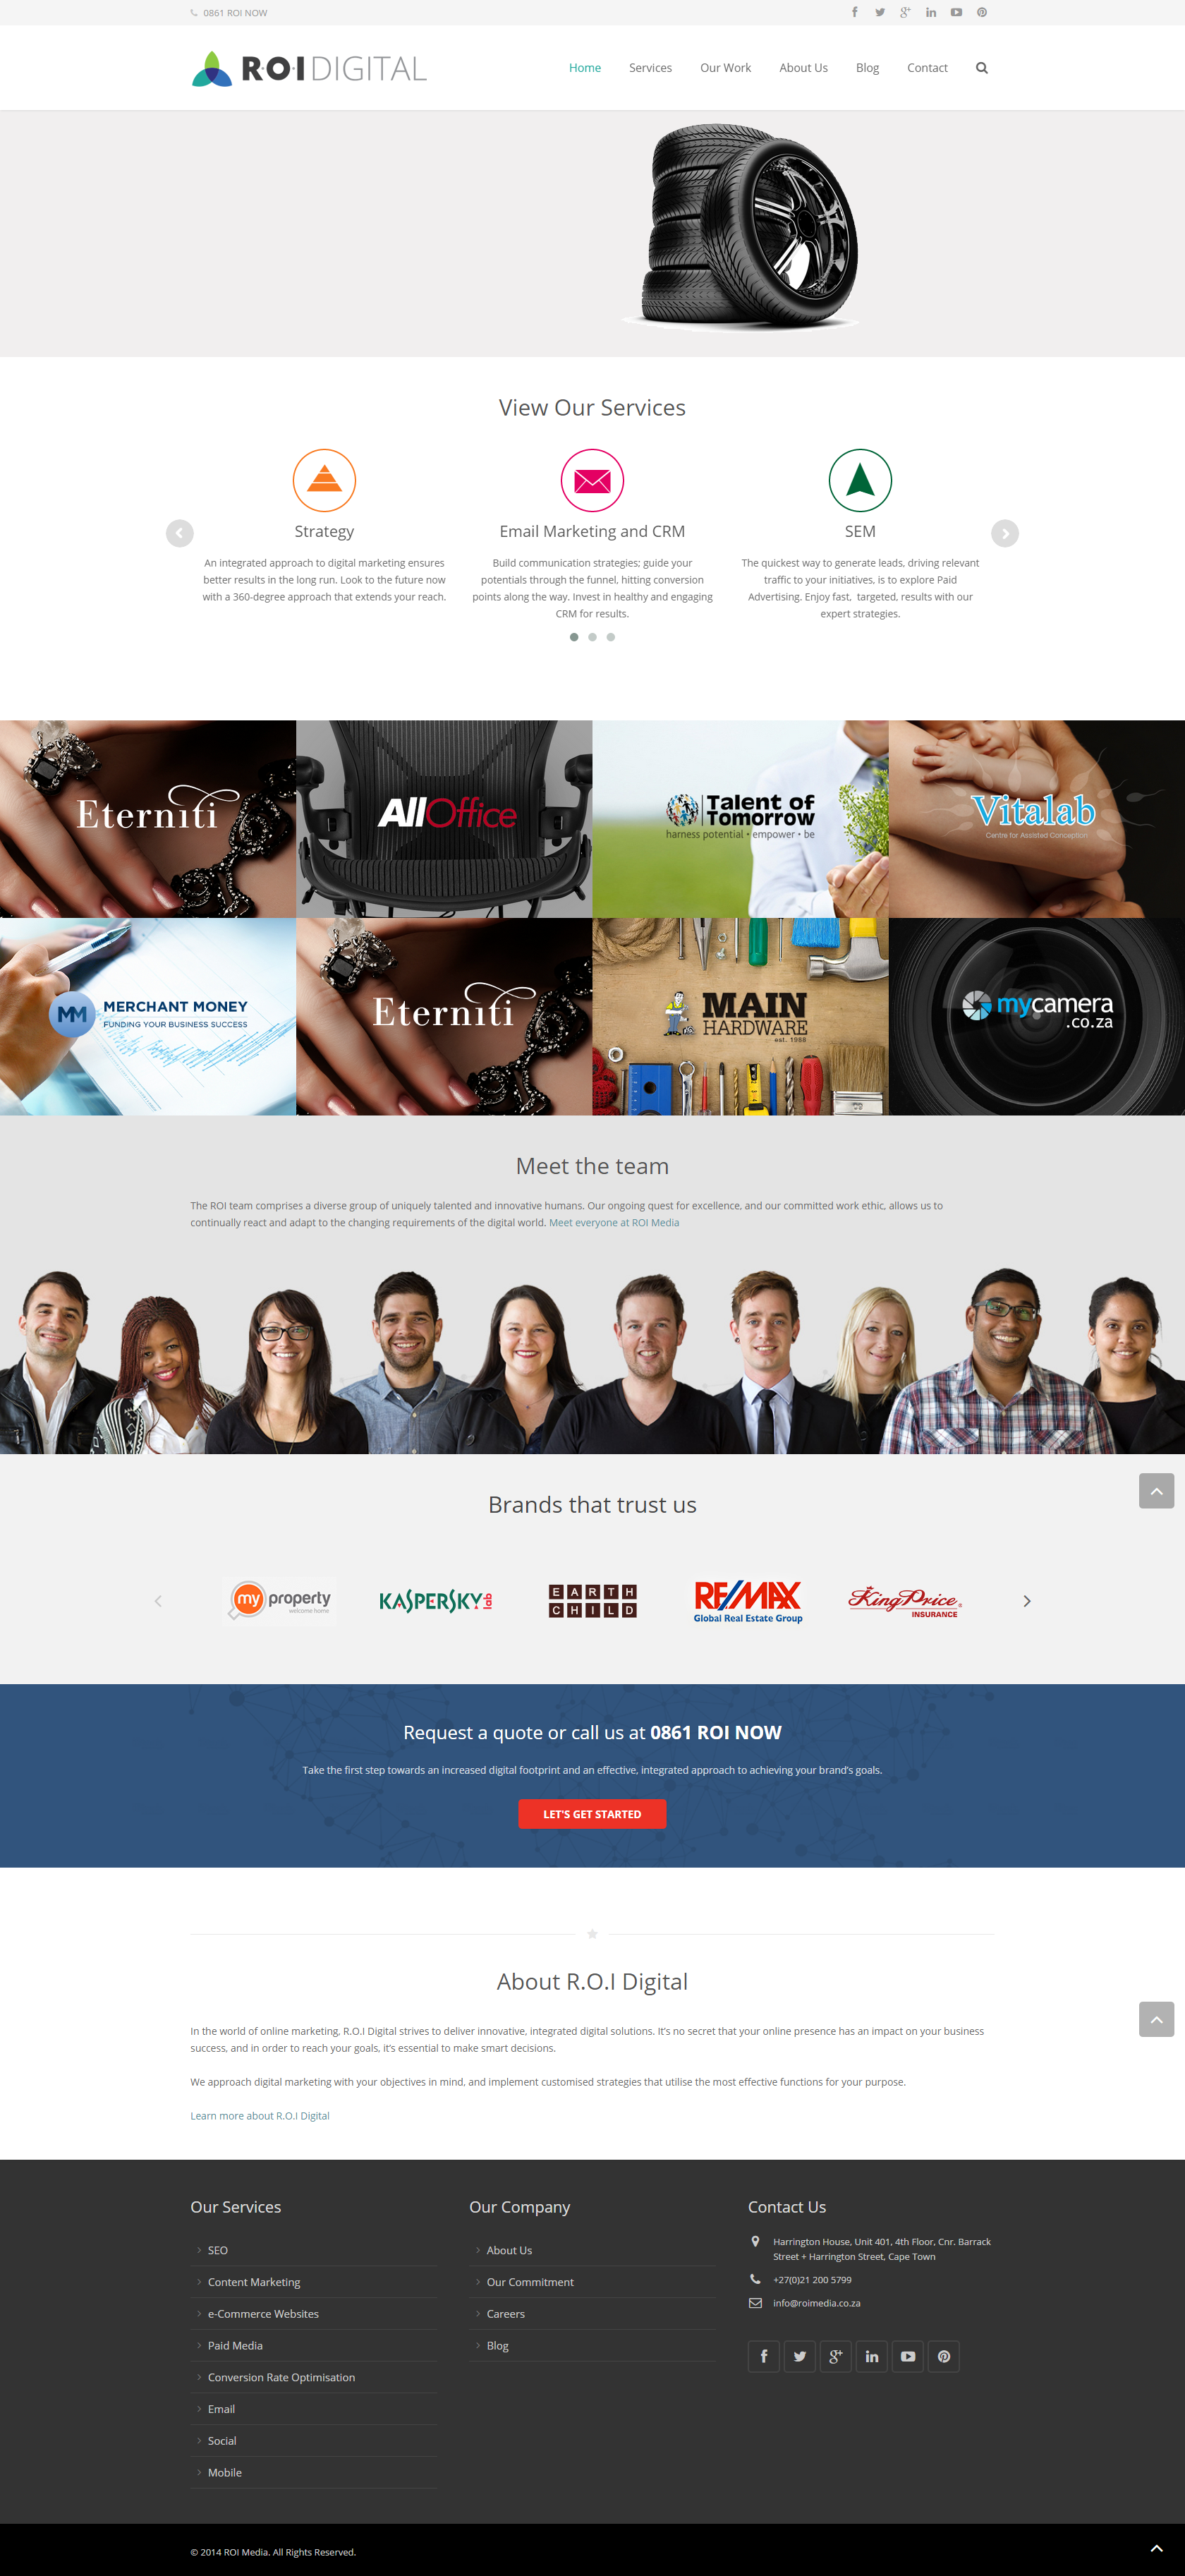 0861 ROI NOW
R.O.I DIGITAL
Home Services Our Work About Us Blog Contact
View Our Services
Strategy
An integrated approach to digital marketing ensures
better results in the long run. Look to the future now
with a 360-degree approach that extends your reach.
Email Marketing and CRM
Build communication strategies; guide your
potentials through the funnel, hitting conversion
points along the way. Invest in healthy and engaging
CRM for results.
SEM
The quickest way to generate leads, driving relevant
traffic to your initiatives, is to explore Paid
Advertising. Enjoy fast, targeted, results with our
expert strategies.
Eterniti
AllOffice
Talent of
Tomorrow
harness potential • empower • be
Vitalab
Centre for Assisted Conception
MM
MERCHANT MONEY
FUNDING YOUR BUSINESS SUCCESS
Eterniti
MAIN
HARDWARE
est. 1988
mycamera
.co.za
Meet the team
The ROI team comprises a diverse group of uniquely talented and innovative humans. Our ongoing quest for excellence, and our committed work ethic, allows us to
continually react and adapt to the changing requirements of the digital world. Meet everyone at ROI Media
Brands that trust us
my property
welcome home
KASPERSKY lab
EARTH
CHILD
RE/MAX
Global Real Estate Group
King Price ®
INSURANCE
Request a quote or call us at 0861 ROI NOW
Take the first step towards an increased digital footprint and an effective, integrated approach to achieving your brand's goals.
LET'S GET STARTED
About R.O.I Digital
In the world of online marketing, R.O.I Digital strives to deliver innovative, integrated digital solutions. It's no secret that your online presence has an impact on your business
success, and in order to reach your goals, it's essential to make smart decisions.
We approach digital marketing with your objectives in mind, and implement customised strategies that utilise the most effective functions for your purpose.
Learn more about R.O.I Digital
Our Services
SEO
Content Marketing
e-Commerce Websites
Paid Media
Conversion Rate Optimisation
Email
Social
Mobile
Our Company
About Us
Our Commitment
Careers
Blog
Contact Us
Harrington House, Unit 401, 4th Floor, Cnr. Barrack
Street + Harrington Street, Cape Town
+27(0)21 200 5799
info@roimedia.co.za
© 2014 ROI Media. All Rights Reserved.